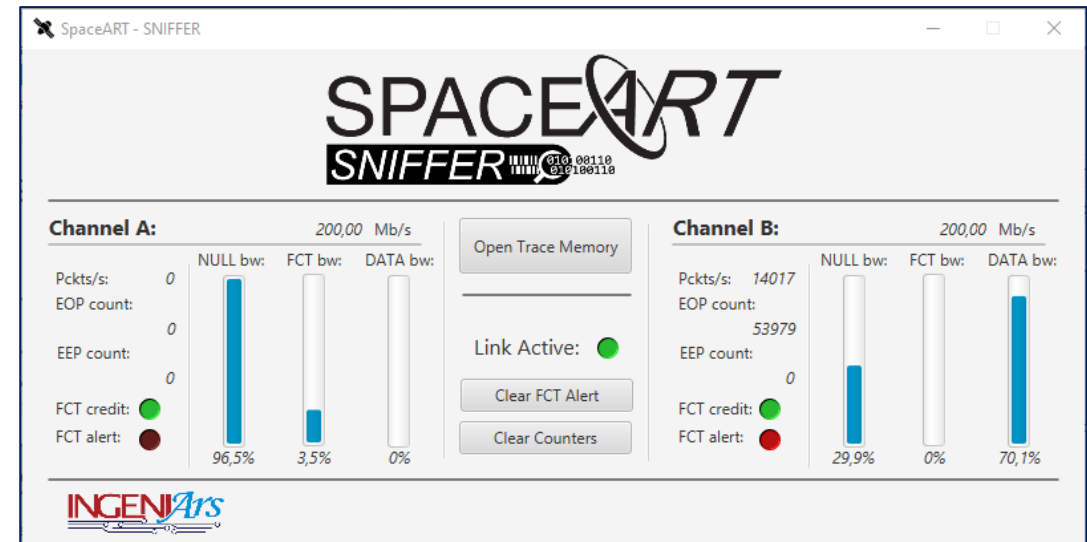 SpaceART - SNIFFER
SPACEART
SNIFFER
010100110
010100110
Channel A: 200,00 Mb/s
NULL bw: FCT bw: DATA bw:
Pckts/s: 0
EOP count:
0
EEP count:
0
FCT credit:
FCT alert:
96,5% 3,5% 0%
Open Trace Memory
Link Active:
Clear FCT Alert
Clear Counters
Channel B: 200,00 Mb/s
NULL bw: FCT bw: DATA bw:
Pckts/s: 14017
EOP count:
53979
EEP count:
0
FCT credit:
FCT alert:
29,9% 0% 70,1%
INGENIArs